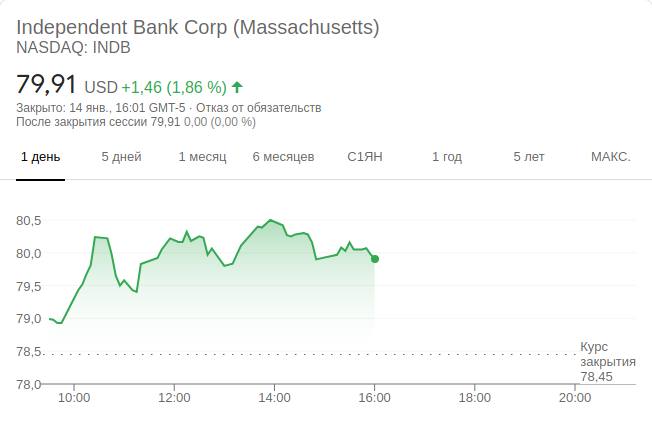 Independent Bank Corp (Massachusetts)
NASDAQ: INDB
79,91 USD +1,46 (1,86 %)
Закрыто: 14 янв., 16:01 GMT-5 · Отказ от обязательств
После закрытия сессии 79,91 0,00 (0,00 %)
1 день 5 дней 1 месяц 6 месяцев С1ЯН 1 год 5 лет МАКС.
80,5
80,0
79,5
79,0
78,5
78,0
Курс
закрытия
78,45
10:00 12:00 14:00 16:00 18:00 20:00